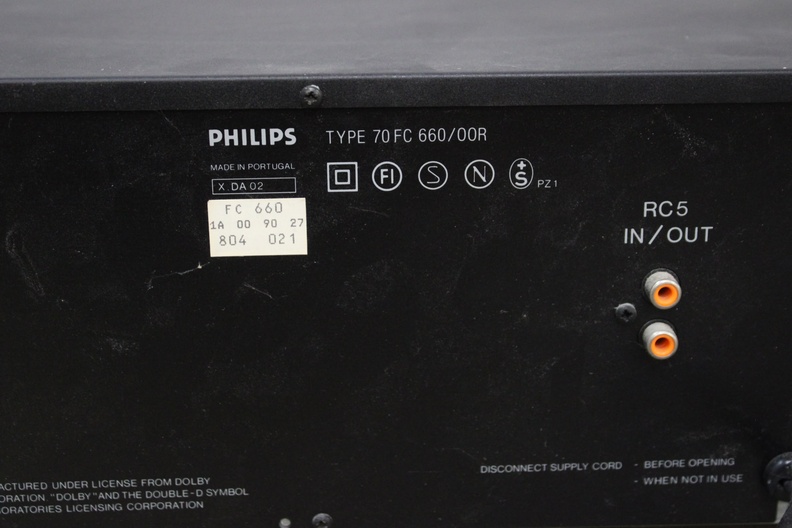 PHILIPS TYPE 70 FC 660/00R
MADE IN PORTUGAL
X.DA 02
FI S N +S PZ1
FC 660
1A 00 90 27
804 021
RC5
IN/OUT
DISCONNECT SUPPLY CORD - BEFORE OPENING
- WHEN NOT IN USE
ACTURED UNDER LICENSE FROM DOLBY
ORATION. "DOLBY" AND THE DOUBLE-D SYMBOL
BORATORIES LICENSING CORPORATION